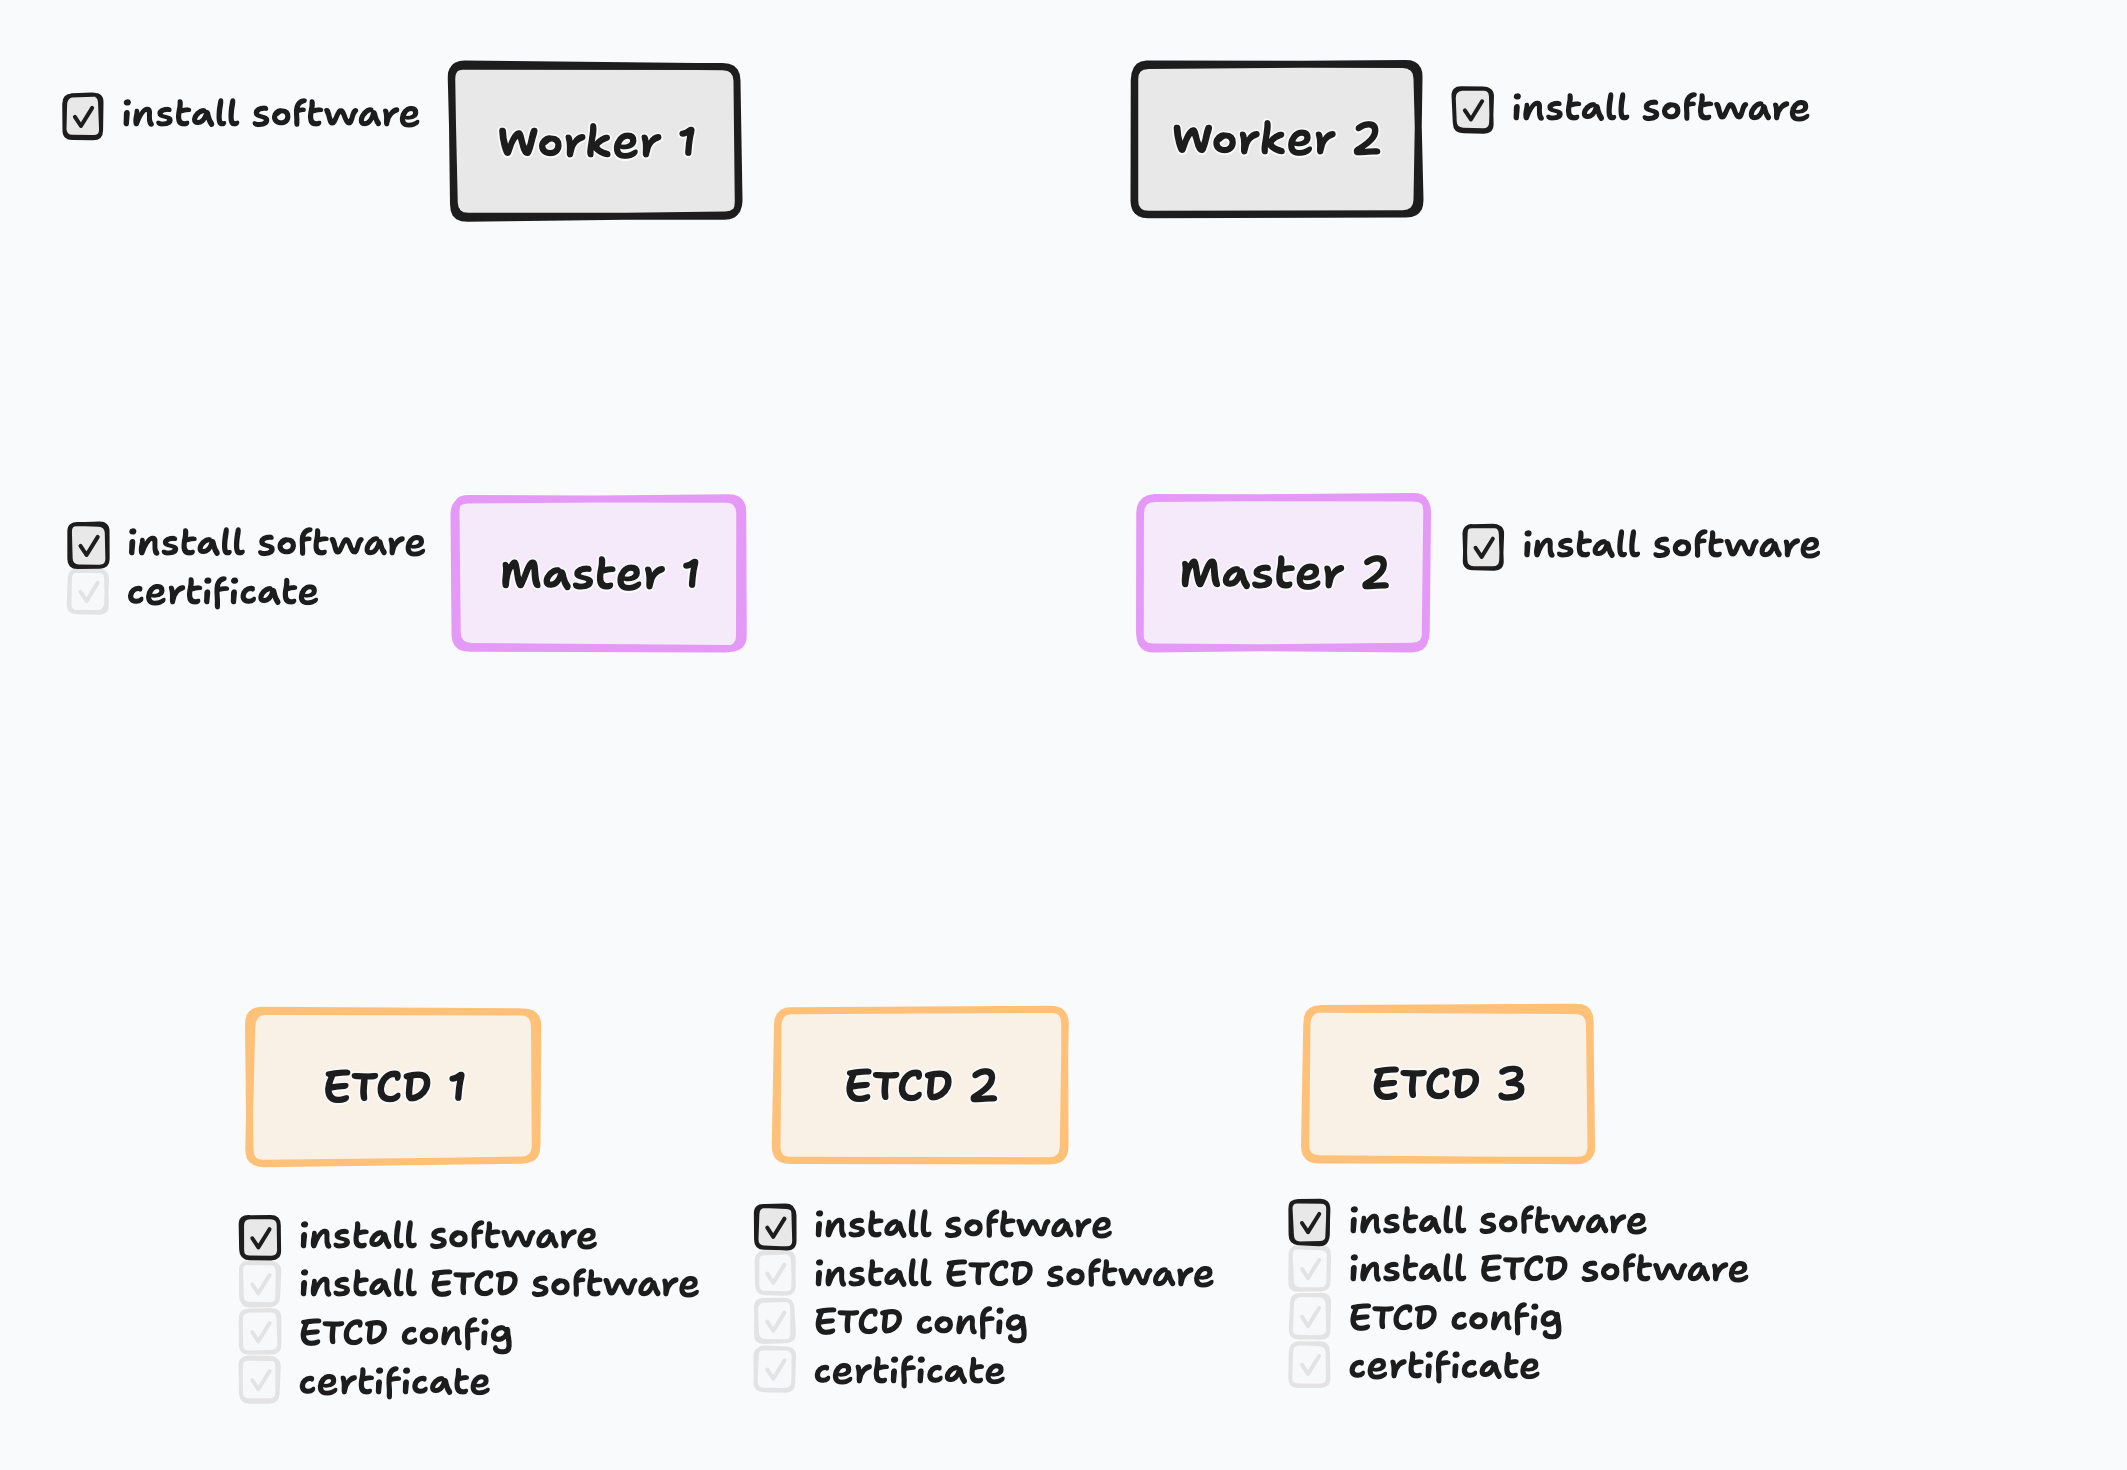 install software
Worker 1
Worker 2
install software
install software
certificate
Master 1
Master 2
install software
ETCD 1
ETCD 2
ETCD 3
install software
install ETCD software
ETCD config
certificate
install software
install ETCD software
ETCD config
certificate
install software
install ETCD software
ETCD config
certificate